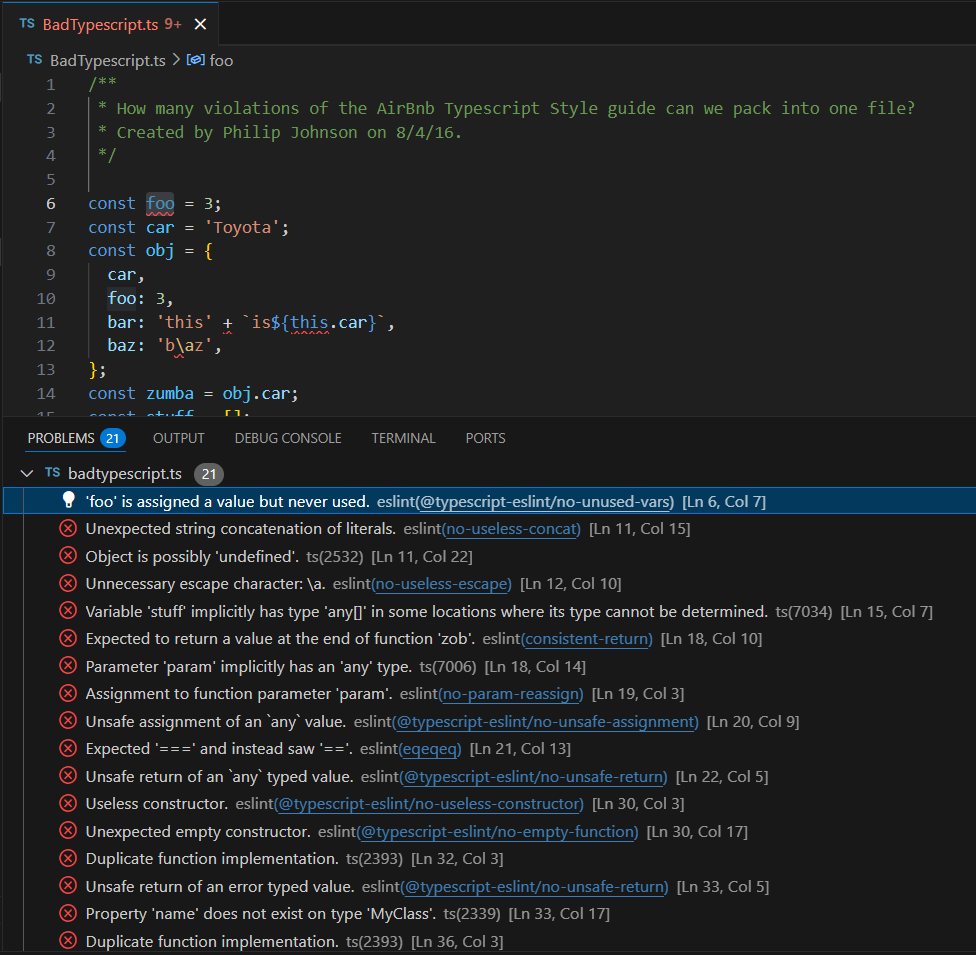 TS BadTypescript.ts 9+
TS BadTypescript.ts > foo
1 /**
2 * How many violations of the AirBnb Typescript Style guide can we pack into one file?
3 * Created by Philip Johnson on 8/4/16.
4 */
5
6 const foo = 3;
7 const car = 'Toyota';
8 const obj = {
9 car,
10 foo: 3,
11 bar: 'this' + `is${this.car}`,
12 baz: 'b\az',
13 };
14 const zumba = obj.car;
15 const stuff = [];
PROBLEMS 21 OUTPUT DEBUG CONSOLE TERMINAL PORTS
TS badtypescript.ts 21
'foo' is assigned a value but never used. eslint(@typescript-eslint/no-unused-vars) [Ln 6, Col 7]
Unexpected string concatenation of literals. eslint(no-useless-concat) [Ln 11, Col 15]
Object is possibly 'undefined'. ts(2532) [Ln 11, Col 22]
Unnecessary escape character: \a. eslint(no-useless-escape) [Ln 12, Col 10]
Variable 'stuff' implicitly has type 'any[]' in some locations where its type cannot be determined. ts(7034) [Ln 15, Col 7]
Expected to return a value at the end of function 'zob'. eslint(consistent-return) [Ln 18, Col 10]
Parameter 'param' implicitly has an 'any' type. ts(7006) [Ln 18, Col 14]
Assignment to function parameter 'param'. eslint(no-param-reassign) [Ln 19, Col 3]
Unsafe assignment of an `any` value. eslint(@typescript-eslint/no-unsafe-assignment) [Ln 20, Col 9]
Expected '===' and instead saw '=='. eslint(eqeqeq) [Ln 21, Col 13]
Unsafe return of an `any` typed value. eslint(@typescript-eslint/no-unsafe-return) [Ln 22, Col 5]
Useless constructor. eslint(@typescript-eslint/no-useless-constructor) [Ln 30, Col 3]
Unexpected empty constructor. eslint(@typescript-eslint/no-empty-function) [Ln 30, Col 17]
Duplicate function implementation. ts(2393) [Ln 32, Col 3]
Unsafe return of an error typed value. eslint(@typescript-eslint/no-unsafe-return) [Ln 33, Col 5]
Property 'name' does not exist on type 'MyClass'. ts(2339) [Ln 33, Col 17]
Duplicate function implementation. ts(2393) [Ln 36, Col 3]